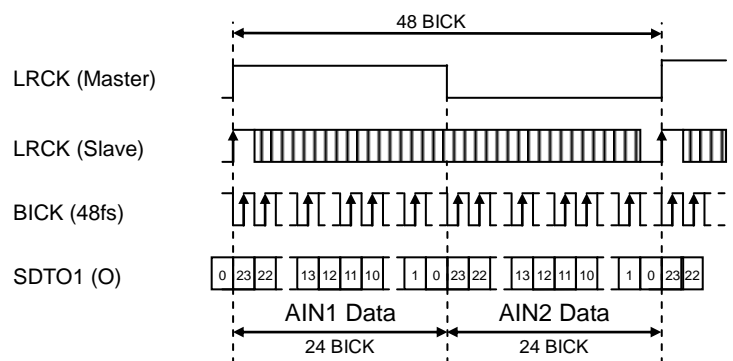 48 BICK
LRCK (Master)
LRCK (Slave)
BICK (48fs)
SDTO1 (O)
0 23 22 13 12 11 10 1 0 23 22 13 12 11 10 1 0 23 22
AIN1 Data AIN2 Data
24 BICK 24 BICK